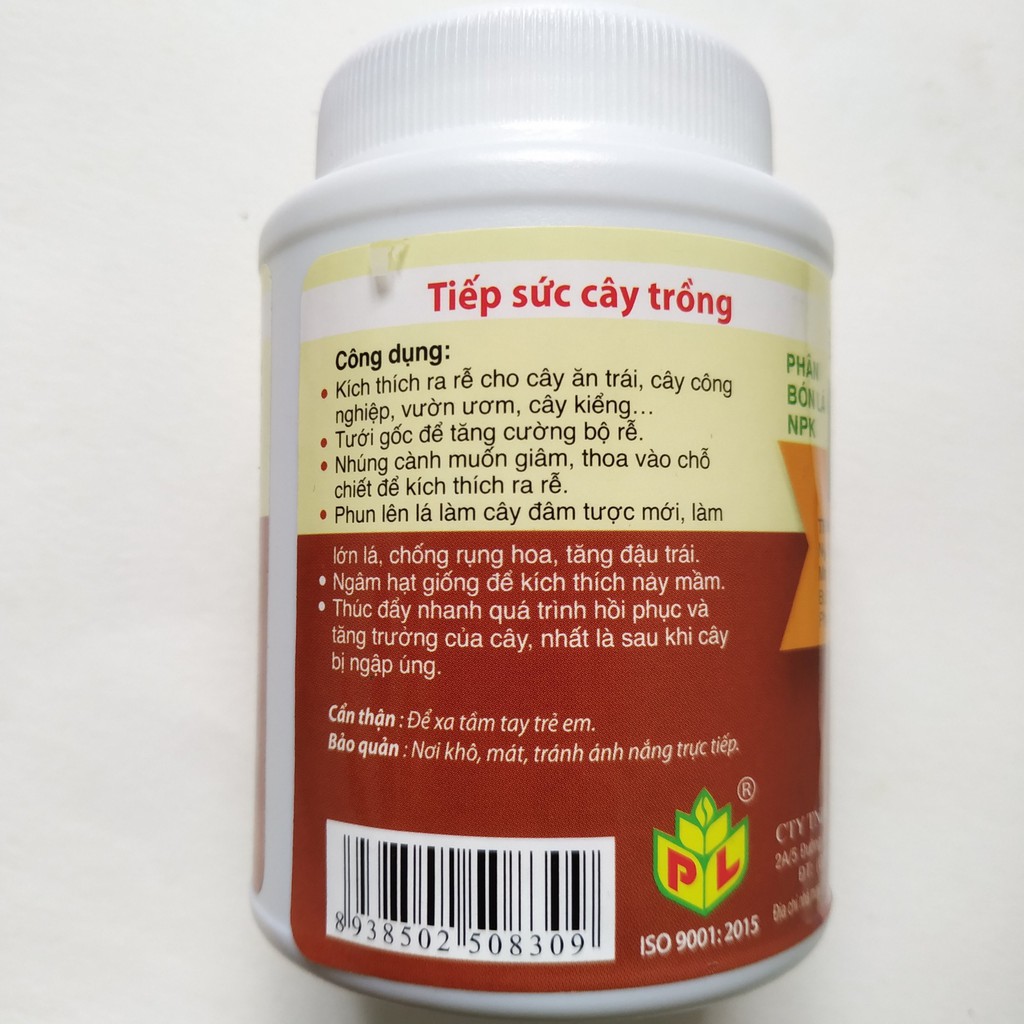 Tiếp sức cây trồng
Công dụng:
• Kích thích ra rễ cho cây ăn trái, cây công
nghiệp, vườn ươm, cây kiểng...
• Tưới gốc để tăng cường bộ rễ.
• Nhúng cành muốn giâm, thoa vào chỗ
chiết để kích thích ra rễ.
• Phun lên lá làm cây đâm tược mới, làm
lớn lá, chống rụng hoa, tăng đậu trái.
• Ngâm hạt giống để kích thích nảy mầm.
• Thúc đẩy nhanh quá trình hồi phục và
tăng trưởng của cây, nhất là sau khi cây
bị ngập úng.
Cẩn thận : Để xa tầm tay trẻ em.
Bảo quản : Nơi khô, mát, tránh ánh nắng trực tiếp.
8 938502 508309
PL
®
ISO 9001: 2015
PHÂN
BÓN LÁ
NPK
CTY
2A/5
Địa chỉ